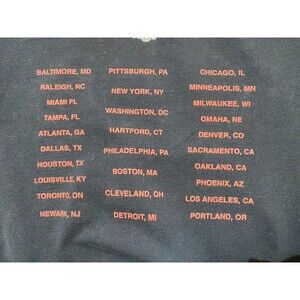 BALTIMORE, MD
RALEIGH, NC
MIAMI FL
TAMPA, FL
ATLANTA, GA
DALLAS, TX
HOUSTON, TX
LOUISVILLE, KY
TORONTO, ON
NEWARK, NJ
PITTSBURGH, PA
NEW YORK, NY
WASHINGTON, DC
HARTFORD, CT
PHILADELPHIA, PA
BOSTON, MA
CLEVELAND, OH
DETROIT, MI
CHICAGO, IL
MINNEAPOLIS, MN
MILWAUKEE, WI
OMAHA, NE
DENVER, CO
SACRAMENTO, CA
OAKLAND, CA
PHOENIX, AZ
LOS ANGELES, CA
PORTLAND, OR